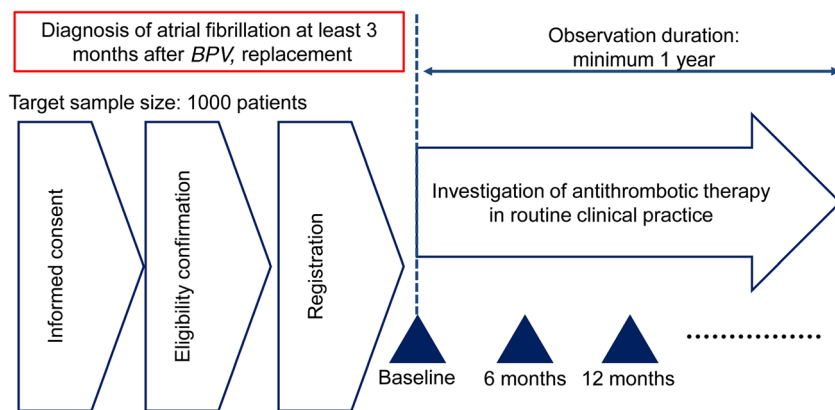 Diagnosis of atrial fibrillation at least 3
months after BPV, replacement
Observation duration:
minimum 1 year
Target sample size: 1000 patients
Informed consent
Eligibility confirmation
Registration
Investigation of antithrombotic therapy
in routine clinical practice
Baseline
6 months
12 months